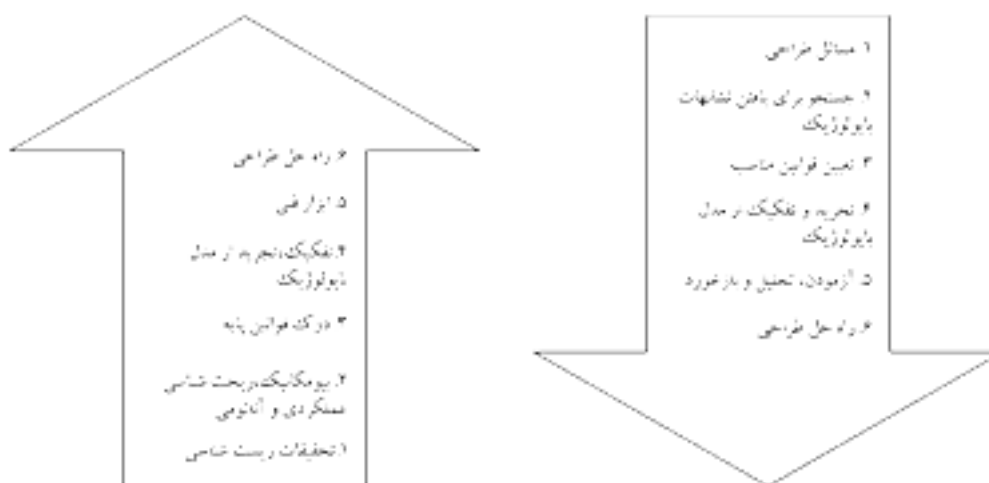 ۶. راه حل طراحی
۵. ابزار فنی
۴. تفکیک، تجرید از مدل
بایولوژیک
۳. درک قوانین پایه
۲. بیومکانیک، ریخت شناسی
عملکردی و آناتومی
۱. تحقیقات زیست شناسی
۱. مسائل طراحی
۲. جستجو برای یافتن تشابهات
بایولوژیک
۳. تعیین قوانین مناسب
۴. تجرید و تفکیک از مدل
بایولوژیک
۵. آزمودن، تحلیل و بازخورد
۶. راه حل طراحی